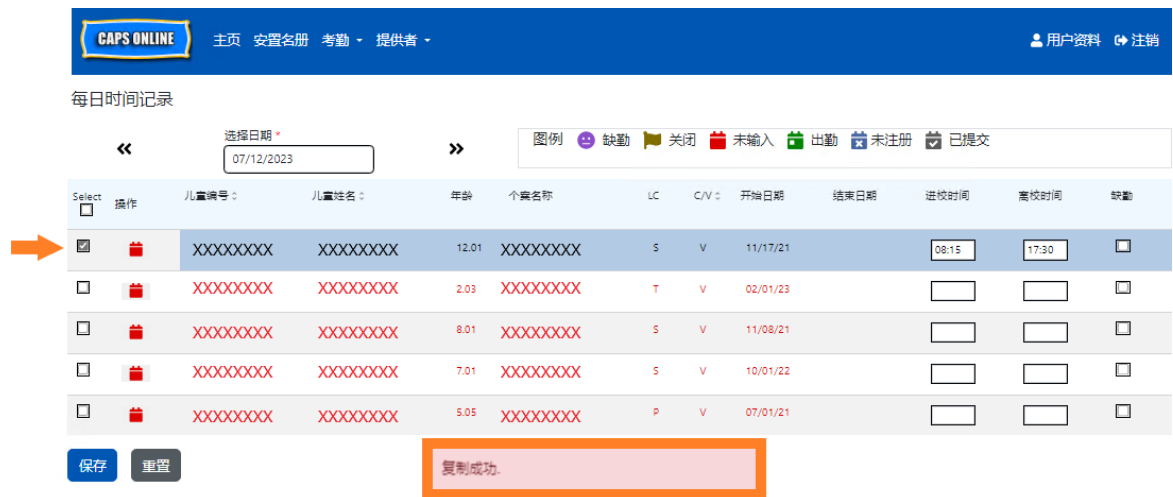 CAPS ONLINE 主页 安置名册 考勤 提供者 用户资料 注销
每日时间记录
选择日期 *
07/12/2023
图例 缺勤 关闭 未输入 出勤 未注册 已提交
Select 操作 儿童编号 儿童姓名 年龄 个案名称 LC C/V 开始日期 结束日期 进校时间 离校时间 缺勤
XXXXXXXX XXXXXXXX 12.01 XXXXXXXX S V 11/17/21 08:15 17:30
XXXXXXXX XXXXXXXX 2.03 XXXXXXXX T V 02/01/23
XXXXXXXX XXXXXXXX 8.01 XXXXXXXX S V 11/08/21
XXXXXXXX XXXXXXXX 7.01 XXXXXXXX S V 10/01/22
XXXXXXXX XXXXXXXX 5.05 XXXXXXXX P V 07/01/21
保存 重置 复制成功.